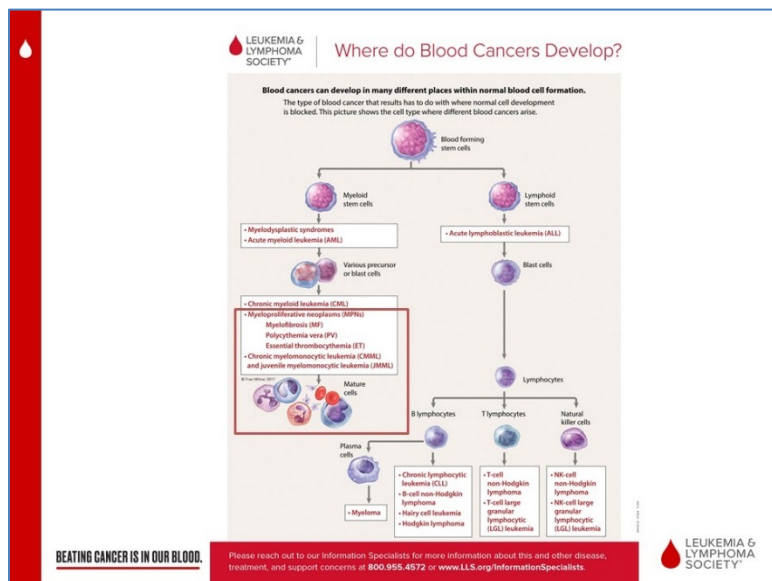 LEUKEMIA &
LYMPHOMA
SOCIETY®
Where do Blood Cancers Develop?
Blood cancers can develop in many different places within normal blood cell formation.
The type of blood cancer that results has to do with where normal cell development
is blocked. This picture shows the cell type where different blood cancers arise.
Blood forming
stem cells
Myeloid
stem cells
Lymphoid
stem cells
• Myelodysplastic syndromes
• Acute myeloid leukemia (AML)
• Acute lymphoblastic leukemia (ALL)
Various precursor
or blast cells
Blast cells
• Chronic myeloid leukemia (CML)
• Myeloproliferative neoplasms (MPNs)
Myelofibrosis (MF)
Polycythemia vera (PV)
Essential thrombocythemia (ET)
• Chronic myelomonocytic leukemia (CMML)
and juvenile myelomonocytic leukemia (JMML)
Mature
cells
Lymphocytes
B lymphocytes
T lymphocytes
Natural
killer cells
Plasma
cells
• Myeloma
• Chronic lymphocytic
leukemia (CLL)
• B-cell non-Hodgkin
lymphoma
• Hairy cell leukemia
• Hodgkin lymphoma
• T-cell
non-Hodgkin
lymphoma
• T-cell large
granular
lymphocytic
(LGL) leukemia
• NK-cell
non-Hodgkin
lymphoma
• NK-cell large
granular
lymphocytic
(LGL) leukemia
BEATING CANCER IS IN OUR BLOOD.
Please reach out to our Information Specialists for more information about this and other disease,
treatment, and support concerns at 800.955.4572 or www.LLS.org/InformationSpecialists.
LEUKEMIA &
LYMPHOMA
SOCIETY®